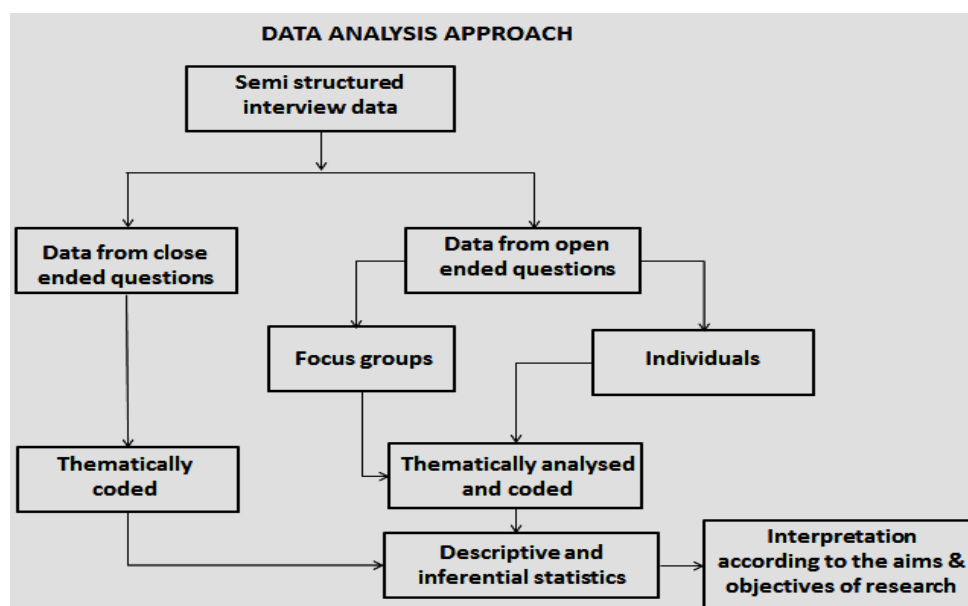 DATA ANALYSIS APPROACH
Semi structured
interview data
Data from close
ended questions
Data from open
ended questions
Focus groups
Individuals
Thematically
coded
Thematically analysed
and coded
Descriptive and
inferential statistics
Interpretation
according to the aims &
objectives of research